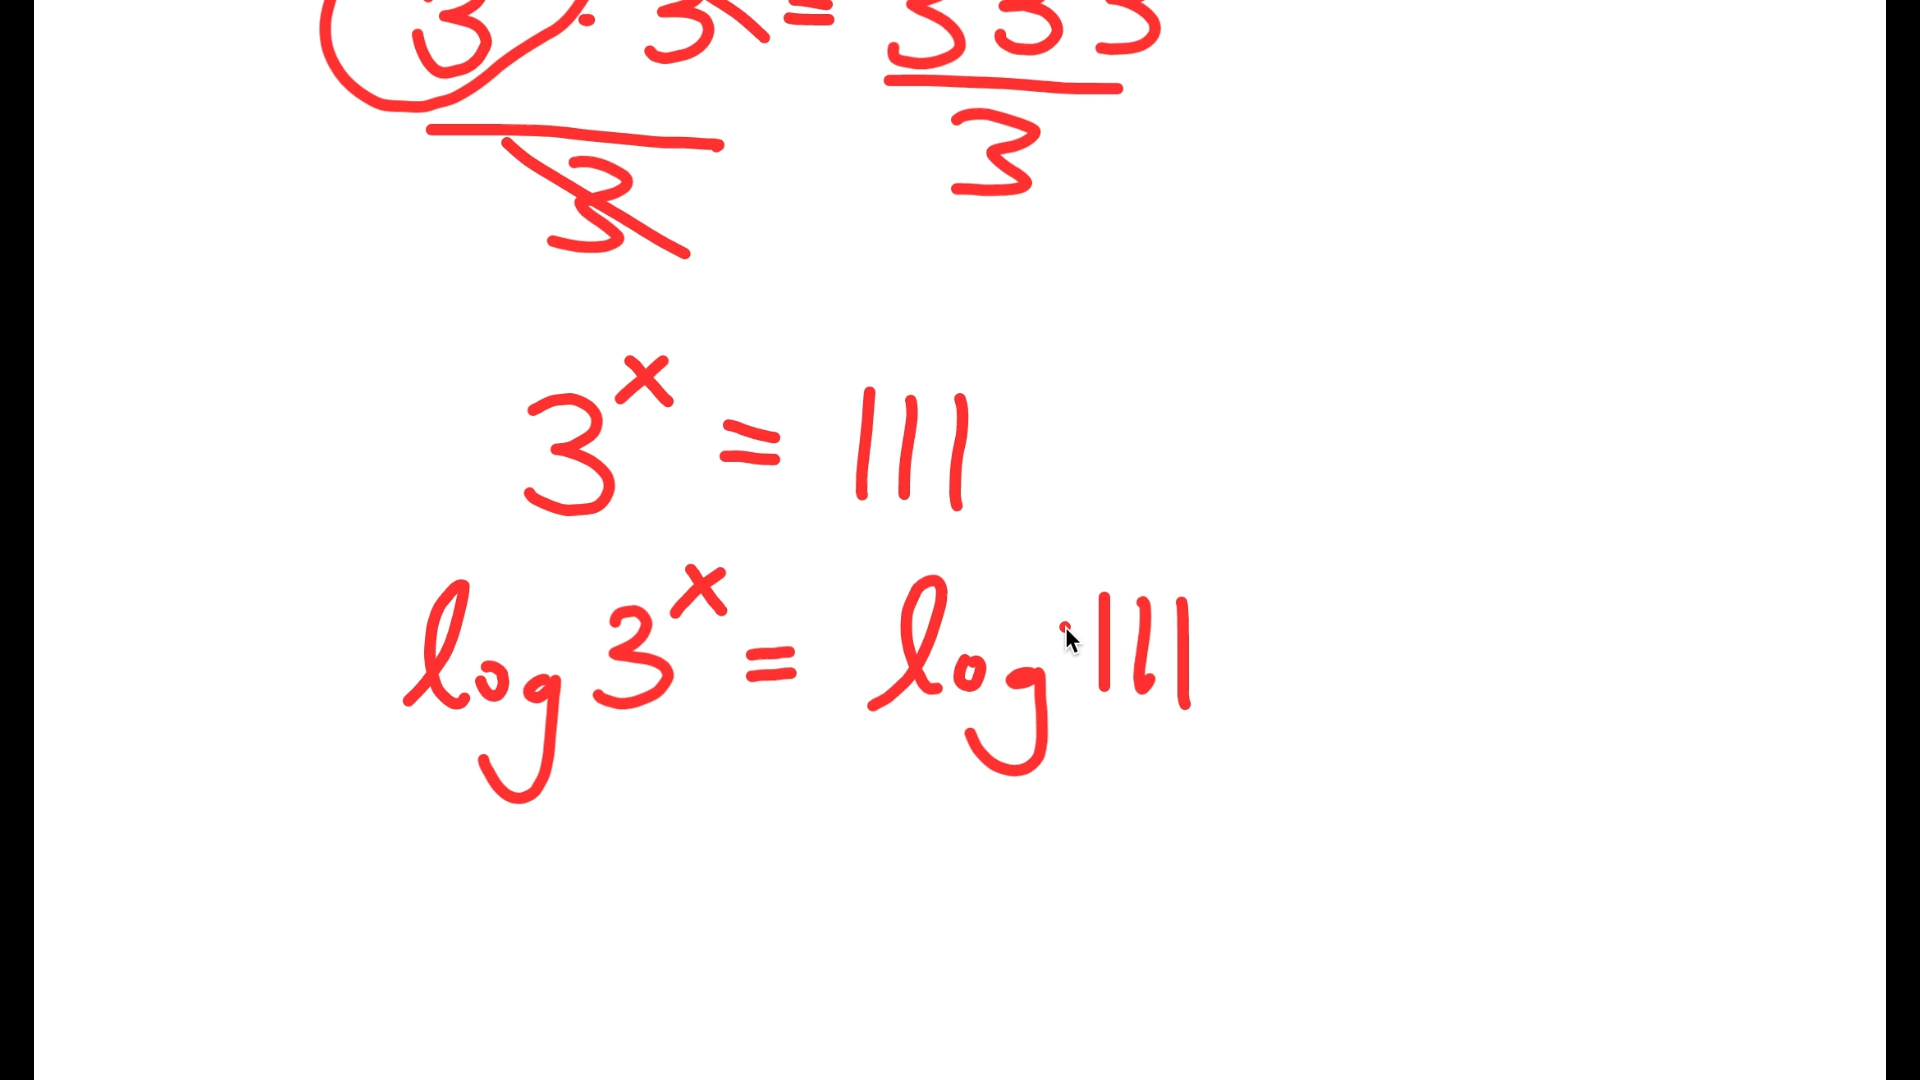 3 · 3 = 333
3 3
3^x = 111
log 3^x = log 111